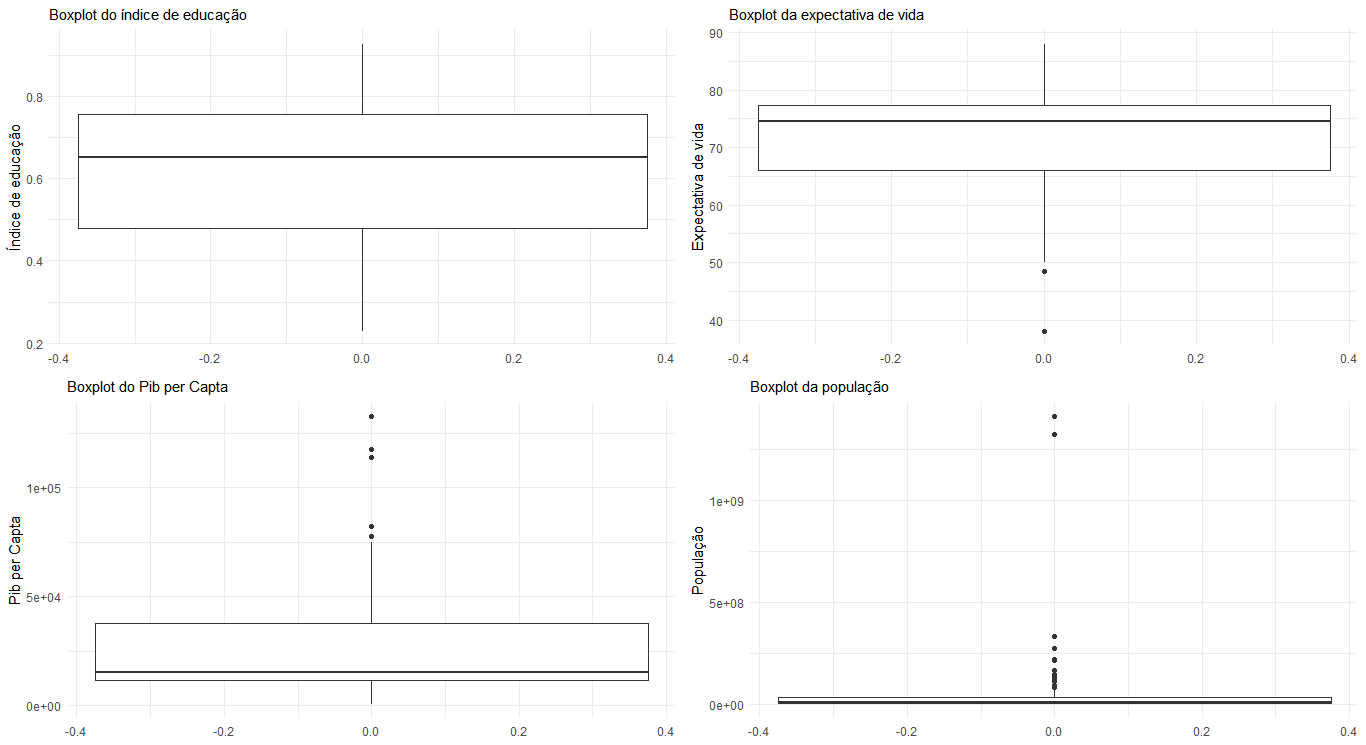 Boxplot do índice de educação
Índice de educação
0.8
0.6
0.4
0.2
-0.4 -0.2 0.0 0.2 0.4
Boxplot da expectativa de vida
Expectativa de vida
90
80
70
60
50
40
-0.4 -0.2 0.0 0.2 0.4
Boxplot do Pib per Capta
Pib per Capta
1e+05
5e+04
0e+00
-0.4 -0.2 0.0 0.2 0.4
Boxplot da população
População
1e+09
5e+08
0e+00
-0.4 -0.2 0.0 0.2 0.4